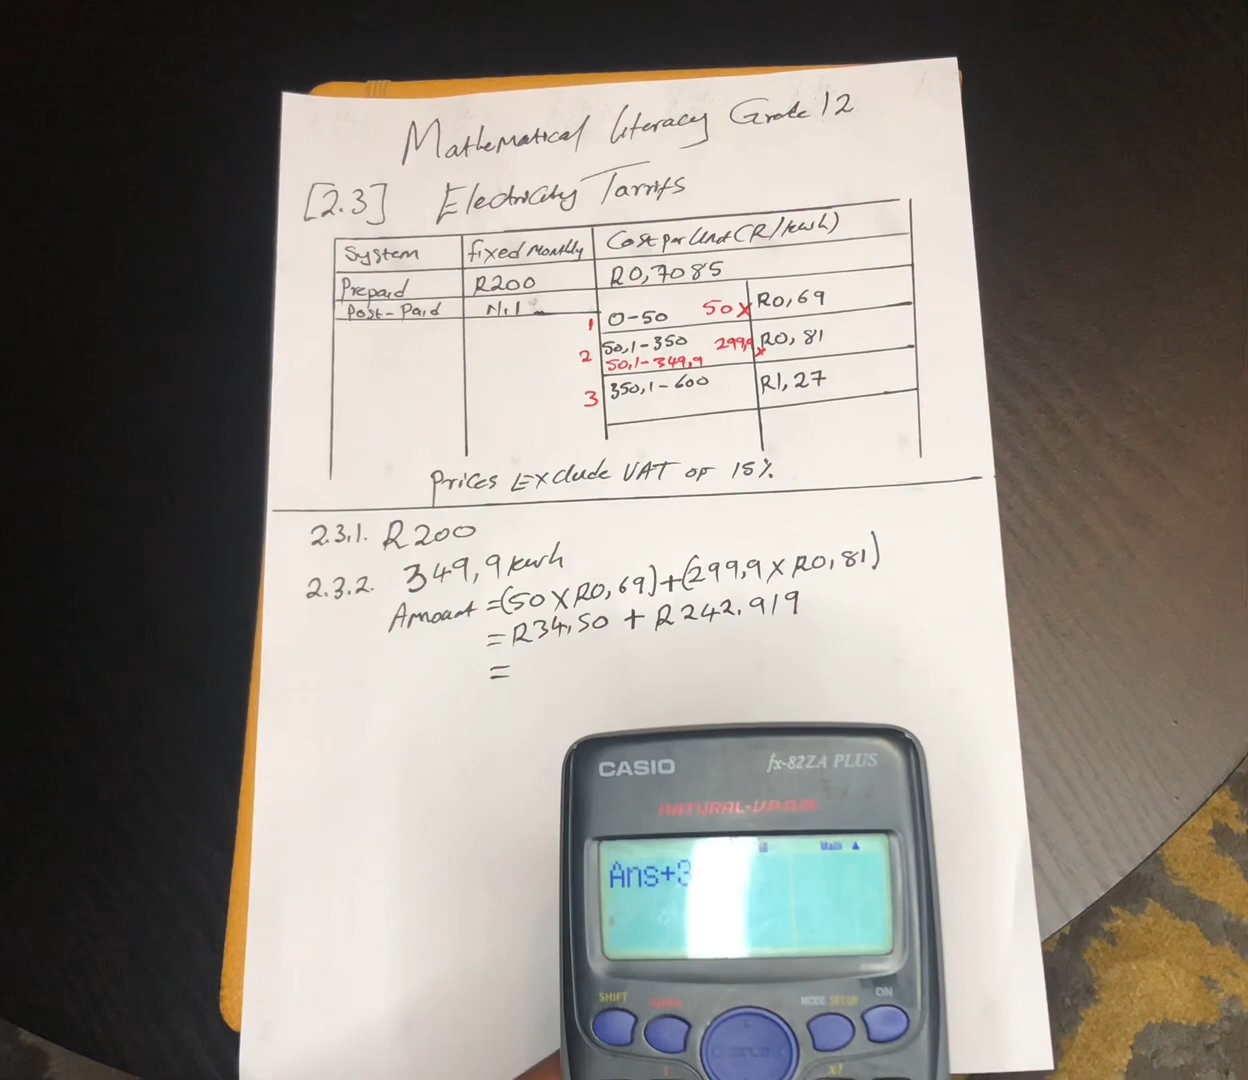 Mathematical Literacy Grade 12
[2.3] Electricity Tarrifs
System fixed Monthly Cost per Unit (R/kwh)
Prepaid R200 R0,7085
Post-Paid Nil
1 0-50 50x R0,69
2 50,1-350 299,9x R0,81
50,1-349,9
3 350,1-600 R1,27
Prices Exclude VAT of 15%
2.3.1. R200
2.3.2. 349,9 kwh
Amount =(50 x R0,69)+(299,9 x R0,81)
= R34,50 + R242.919
=
CASIO fx-82ZA PLUS
NATURAL-V.P.A.M.
Math ▲
Ans+3
SHIFT ALPHA MODE SETUP ON
x!